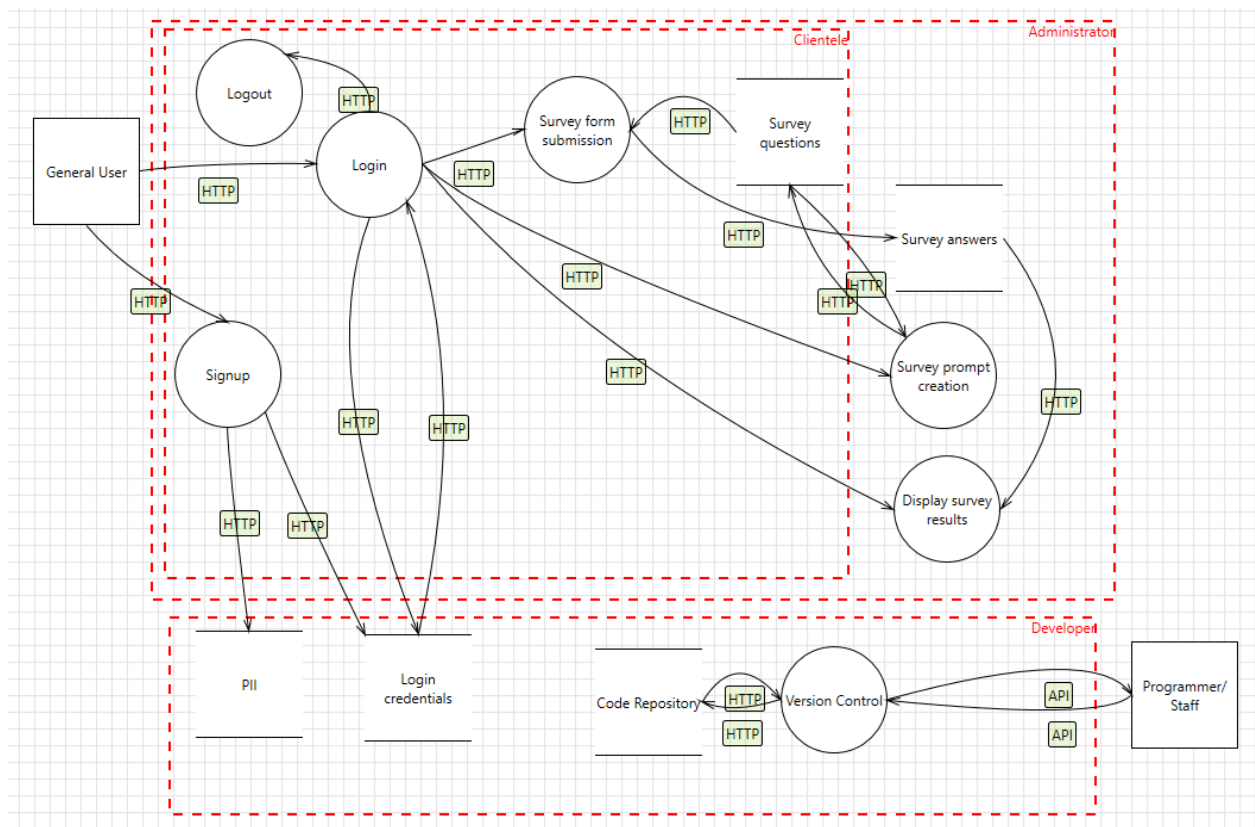 Administrator
Clientele
Logout
HTTP
Survey form
submission
HTTP
Survey
questions
General User
Login
HTTP
HTTP
HTTP
Survey answers
HTTP
HTTP
HTTP
HTTP
HTTP
Signup
HTTP
Survey prompt
creation
HTTP
HTTP
HTTP
Display survey
results
HTTP
HTTP
Developer
PII
Login
credentials
Code Repository
HTTP
HTTP
Version Control
API
API
Programmer/
Staff